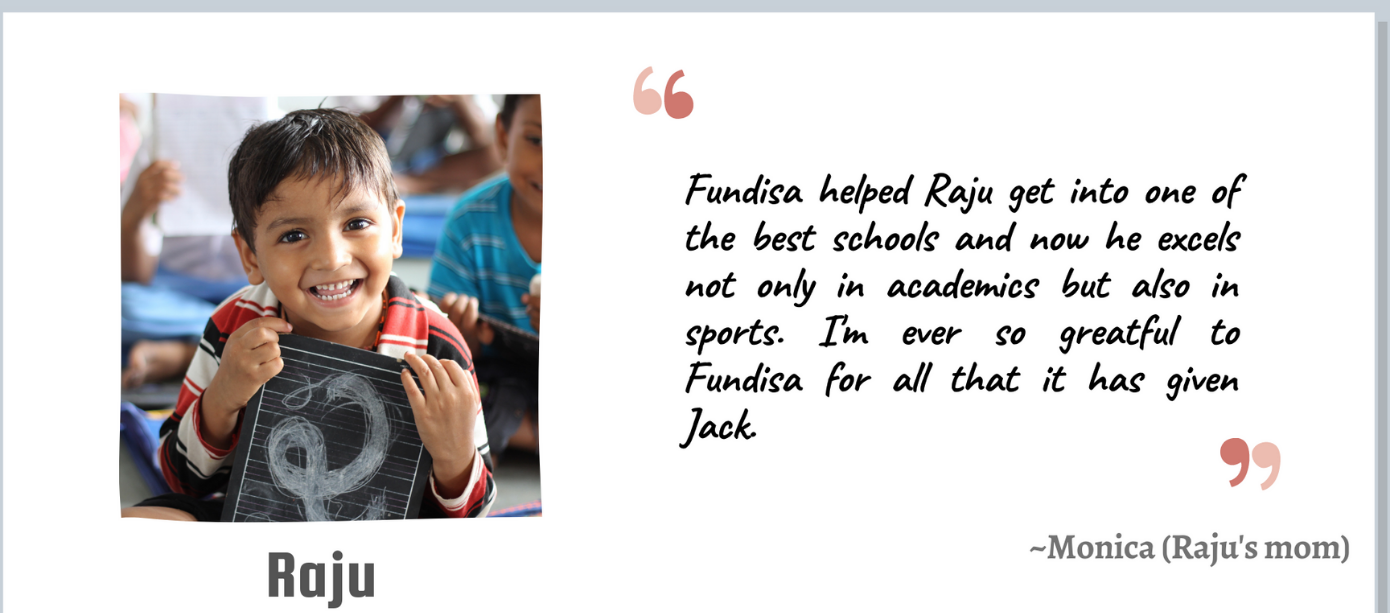 Fundisa helped Raju get into one of
the best schools and now he excels
not only in academics but also in
sports. I'm ever so greatful to
Fundisa for all that it has given
Jack.
~Monica (Raju's mom)
Raju